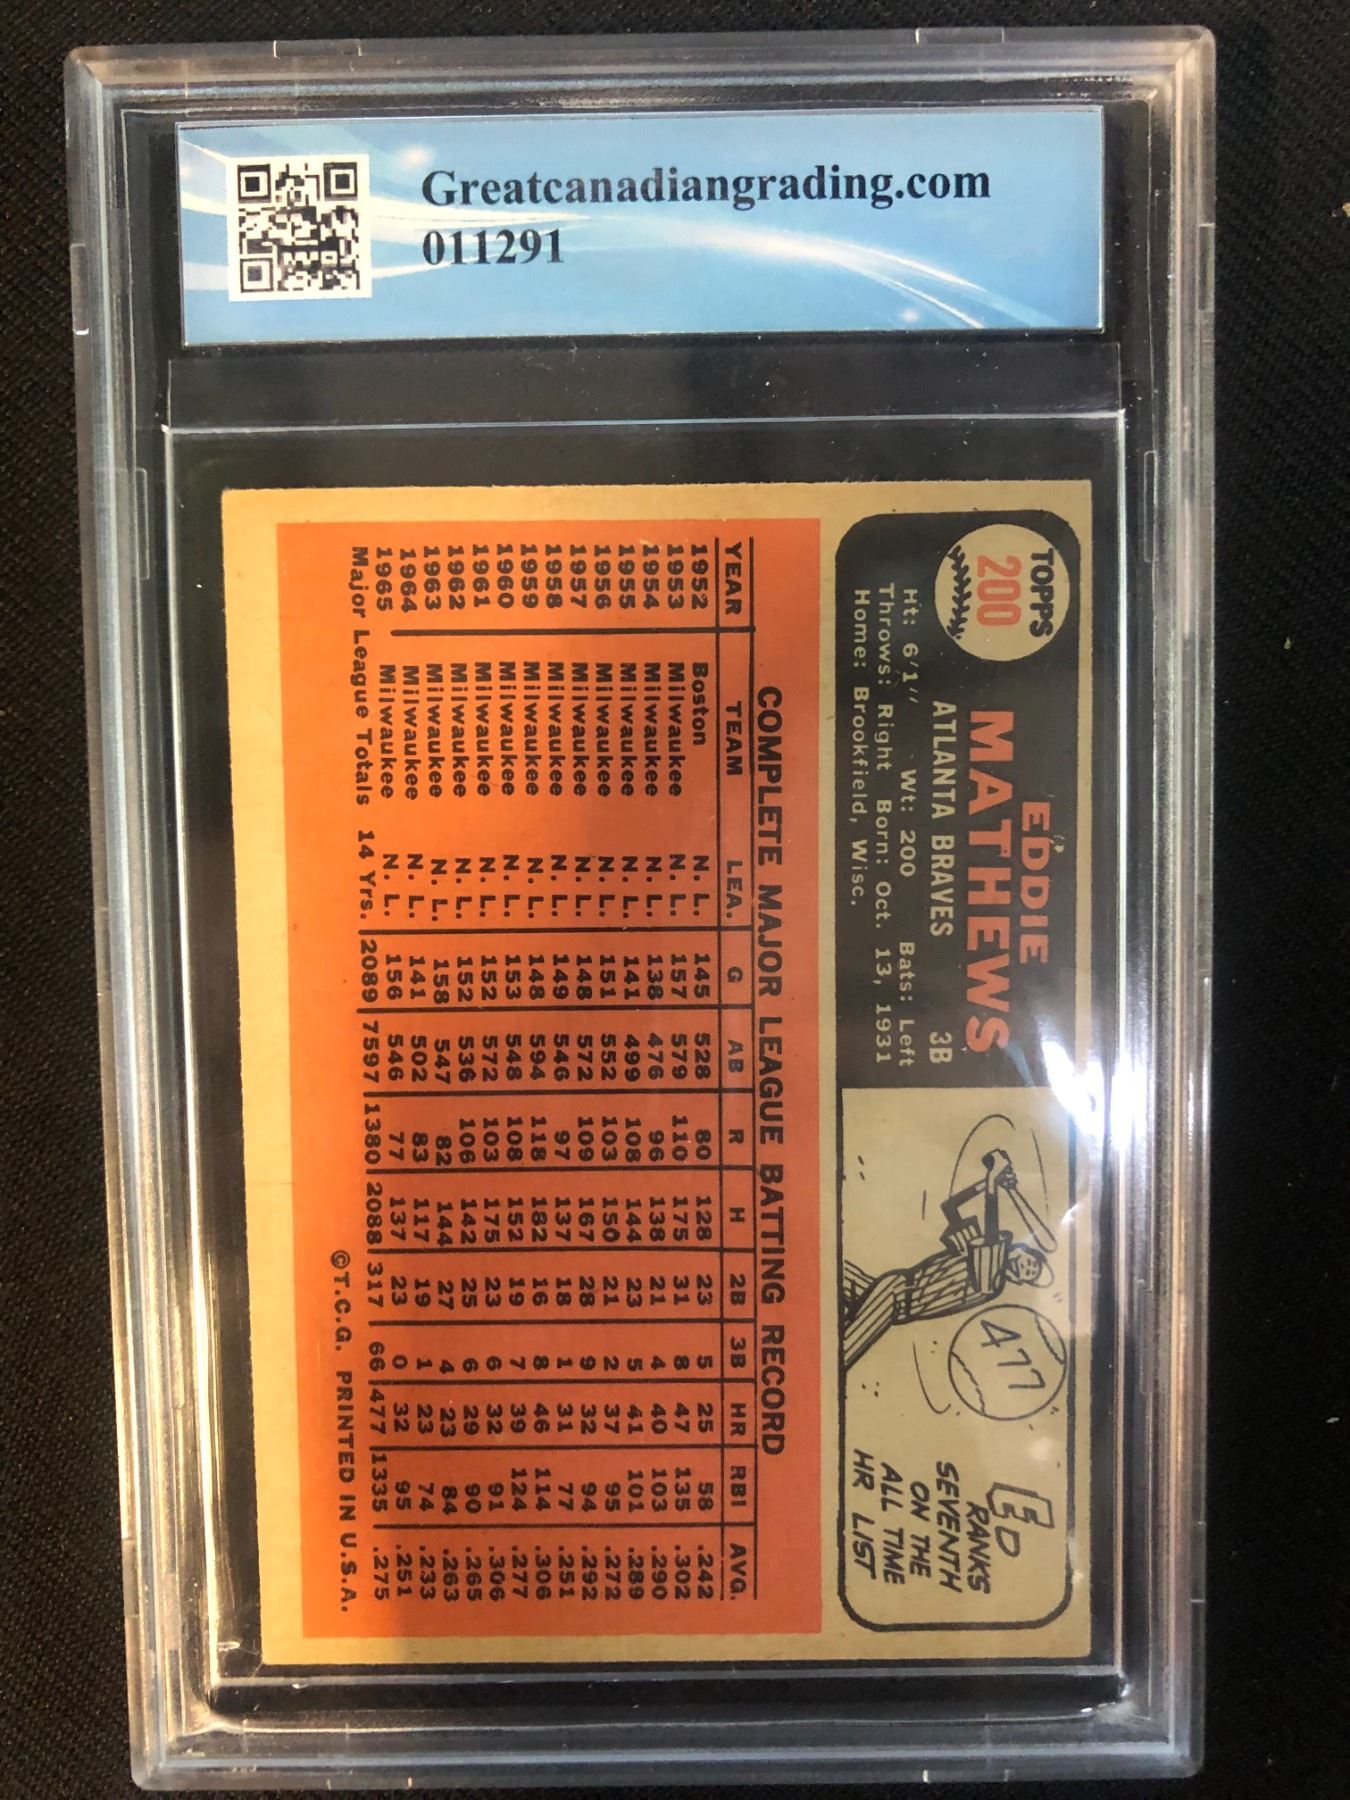 Greatcanadiangrading.com
011291
TOPPS
200
EDDIE
MATHEWS
ATLANTA BRAVES 3B
Ht: 6'1" Wt: 200 Bats: Left
Throws: Right Born: Oct. 13, 1931
Home: Brookfield, Wisc.
477
ED
RANKS
SEVENTH
ON THE
ALL TIME
HR LIST
COMPLETE MAJOR LEAGUE BATTING RECORD
YEAR TEAM LEA. G AB R H 2B 3B HR RBI AVG.
1952 Boston N. L. 145 528 80 128 23 5 25 58 .242
1953 Milwaukee N. L. 157 579 110 175 31 8 47 135 .302
1954 Milwaukee N. L. 138 476 96 138 21 4 40 103 .290
1955 Milwaukee N. L. 141 499 108 144 23 5 41 101 .289
1956 Milwaukee N. L. 151 552 103 150 21 2 37 95 .272
1957 Milwaukee N. L. 148 572 109 167 28 9 32 94 .292
1958 Milwaukee N. L. 149 546 97 137 18 1 31 77 .251
1959 Milwaukee N. L. 148 594 118 182 16 8 46 114 .306
1960 Milwaukee N. L. 153 548 108 152 19 7 39 124 .277
1961 Milwaukee N. L. 152 572 103 175 23 6 32 91 .306
1962 Milwaukee N. L. 152 536 106 142 25 6 29 90 .265
1963 Milwaukee N. L. 158 547 82 144 27 4 23 84 .263
1964 Milwaukee N. L. 141 502 83 117 19 1 23 74 .233
1965 Milwaukee N. L. 156 546 77 137 23 0 32 95 .251
Major League Totals 14 Yrs. 2089 7597 1380 2088 317 66 477 1335 .275
©T.C.G. PRINTED IN U.S.A.